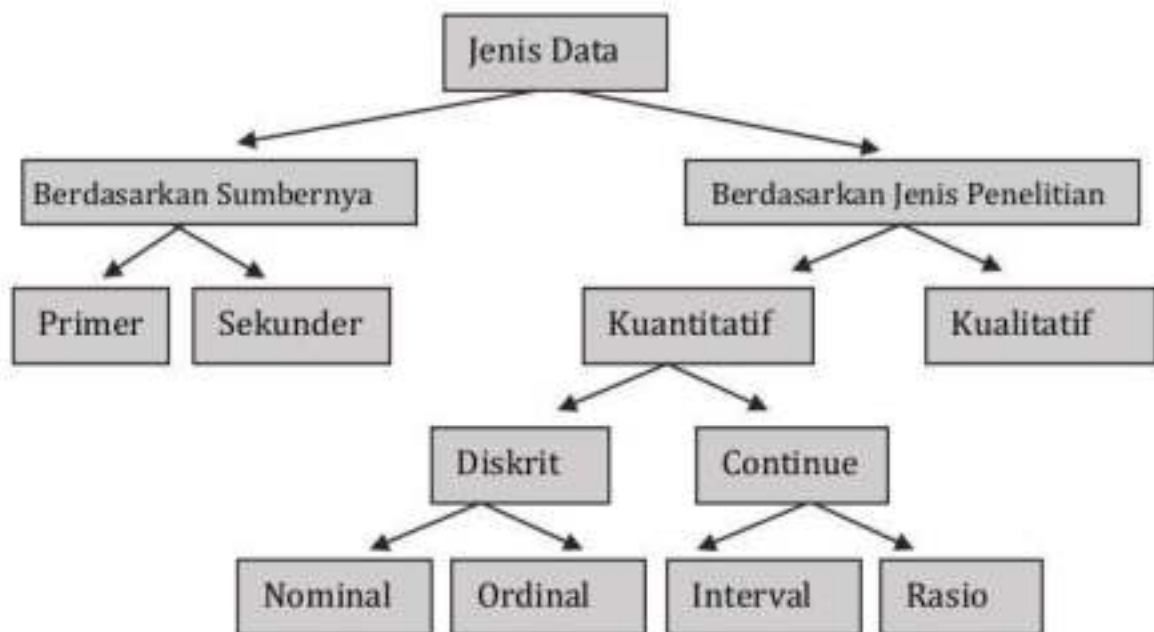 Jenis Data
Berdasarkan Sumbernya
Berdasarkan Jenis Penelitian
Primer
Sekunder
Kuantitatif
Kualitatif
Diskrit
Continue
Nominal
Ordinal
Interval
Rasio